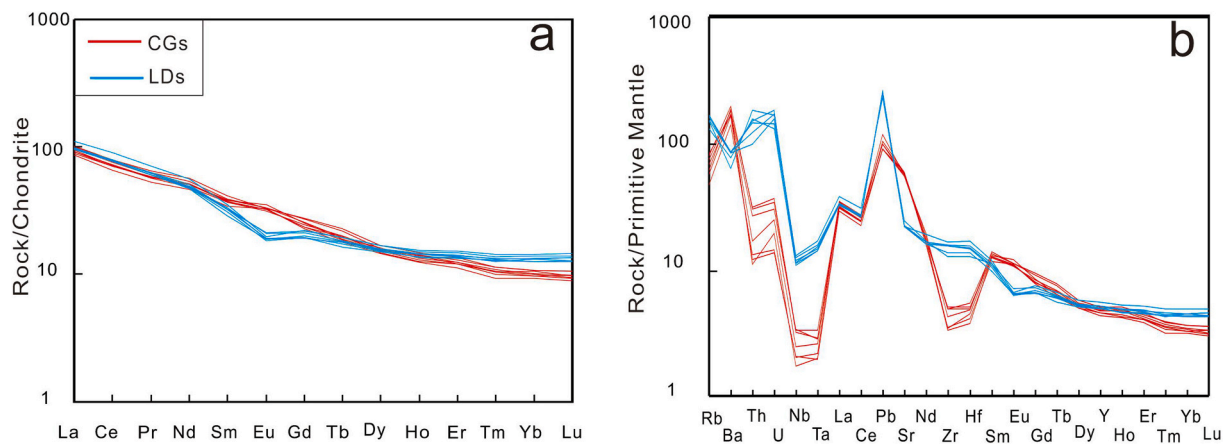 a
1000
CGs
LDs
100
10
1
Rock/Chondrite
La Ce Pr Nd Sm Eu Gd Tb Dy Ho Er Tm Yb Lu
b
1000
100
10
1
Rock/Primitive Mantle
Rb Th Nb La Pb Nd Hf Eu Tb Y Er Yb
Ba U Ta Ce Sr Zr Sm Gd Dy Ho Tm Lu